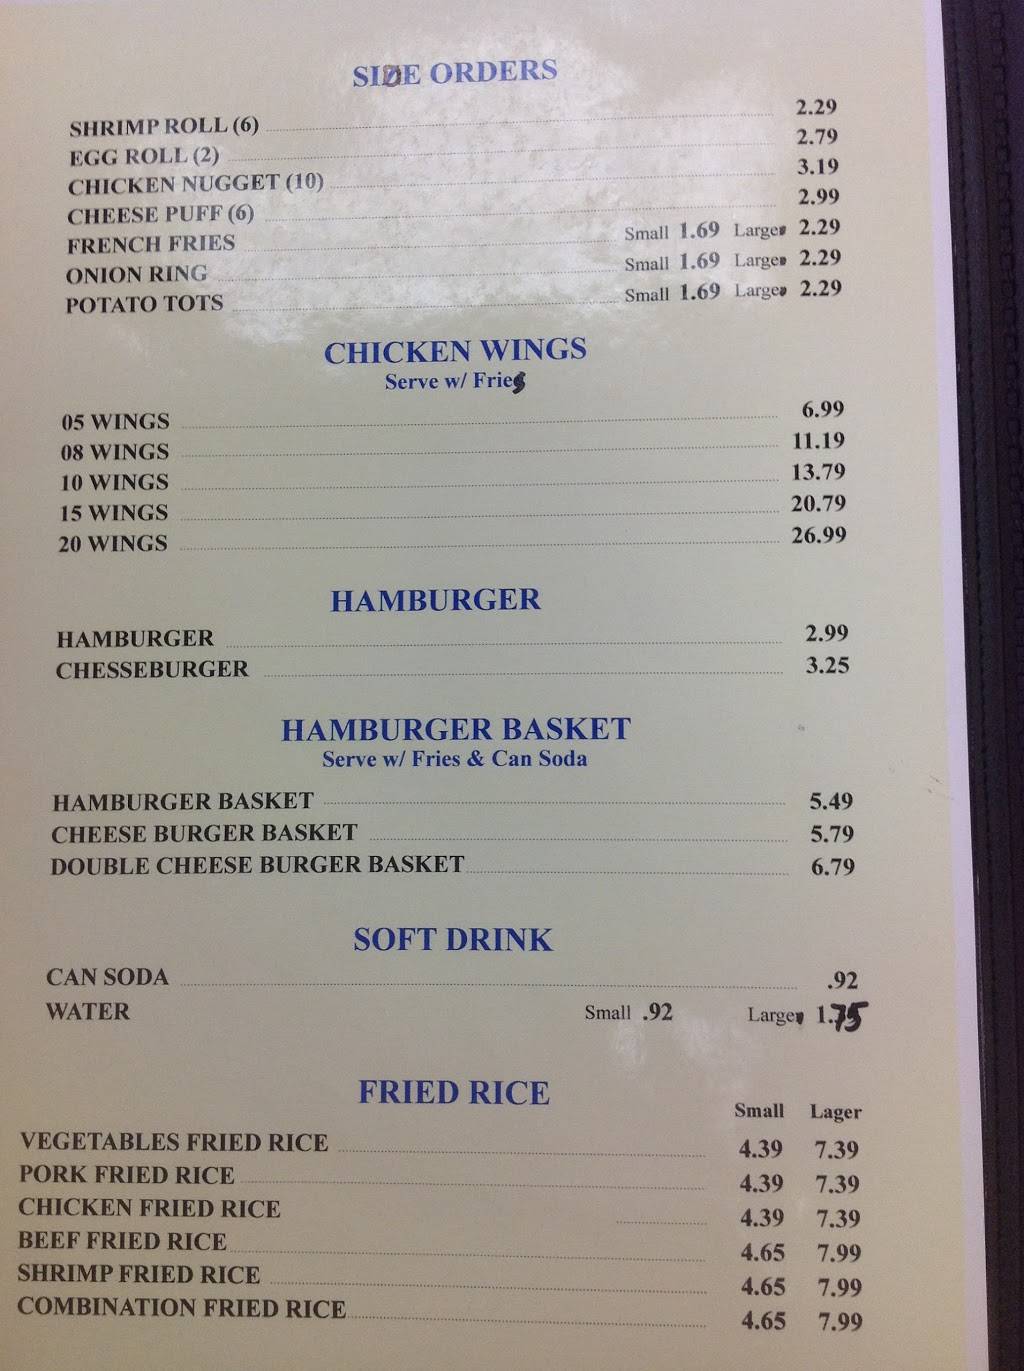 SIDE ORDERS
SHRIMP ROLL (6) 2.29
EGG ROLL (2) 2.79
CHICKEN NUGGET (10) 3.19
CHEESE PUFF (6) 2.99
FRENCH FRIES Small 1.69 Large 2.29
ONION RING Small 1.69 Large 2.29
POTATO TOTS Small 1.69 Large 2.29
CHICKEN WINGS
Serve w/ Fries
05 WINGS 6.99
08 WINGS 11.19
10 WINGS 13.79
15 WINGS 20.79
20 WINGS 26.99
HAMBURGER
HAMBURGER 2.99
CHESSEBURGER 3.25
HAMBURGER BASKET
Serve w/ Fries & Can Soda
HAMBURGER BASKET 5.49
CHEESE BURGER BASKET 5.79
DOUBLE CHEESE BURGER BASKET 6.79
SOFT DRINK
CAN SODA .92
WATER Small .92 Large 1.75
FRIED RICE
Small Lager
VEGETABLES FRIED RICE 4.39 7.39
PORK FRIED RICE 4.39 7.39
CHICKEN FRIED RICE 4.39 7.39
BEEF FRIED RICE 4.65 7.99
SHRIMP FRIED RICE 4.65 7.99
COMBINATION FRIED RICE 4.65 7.99